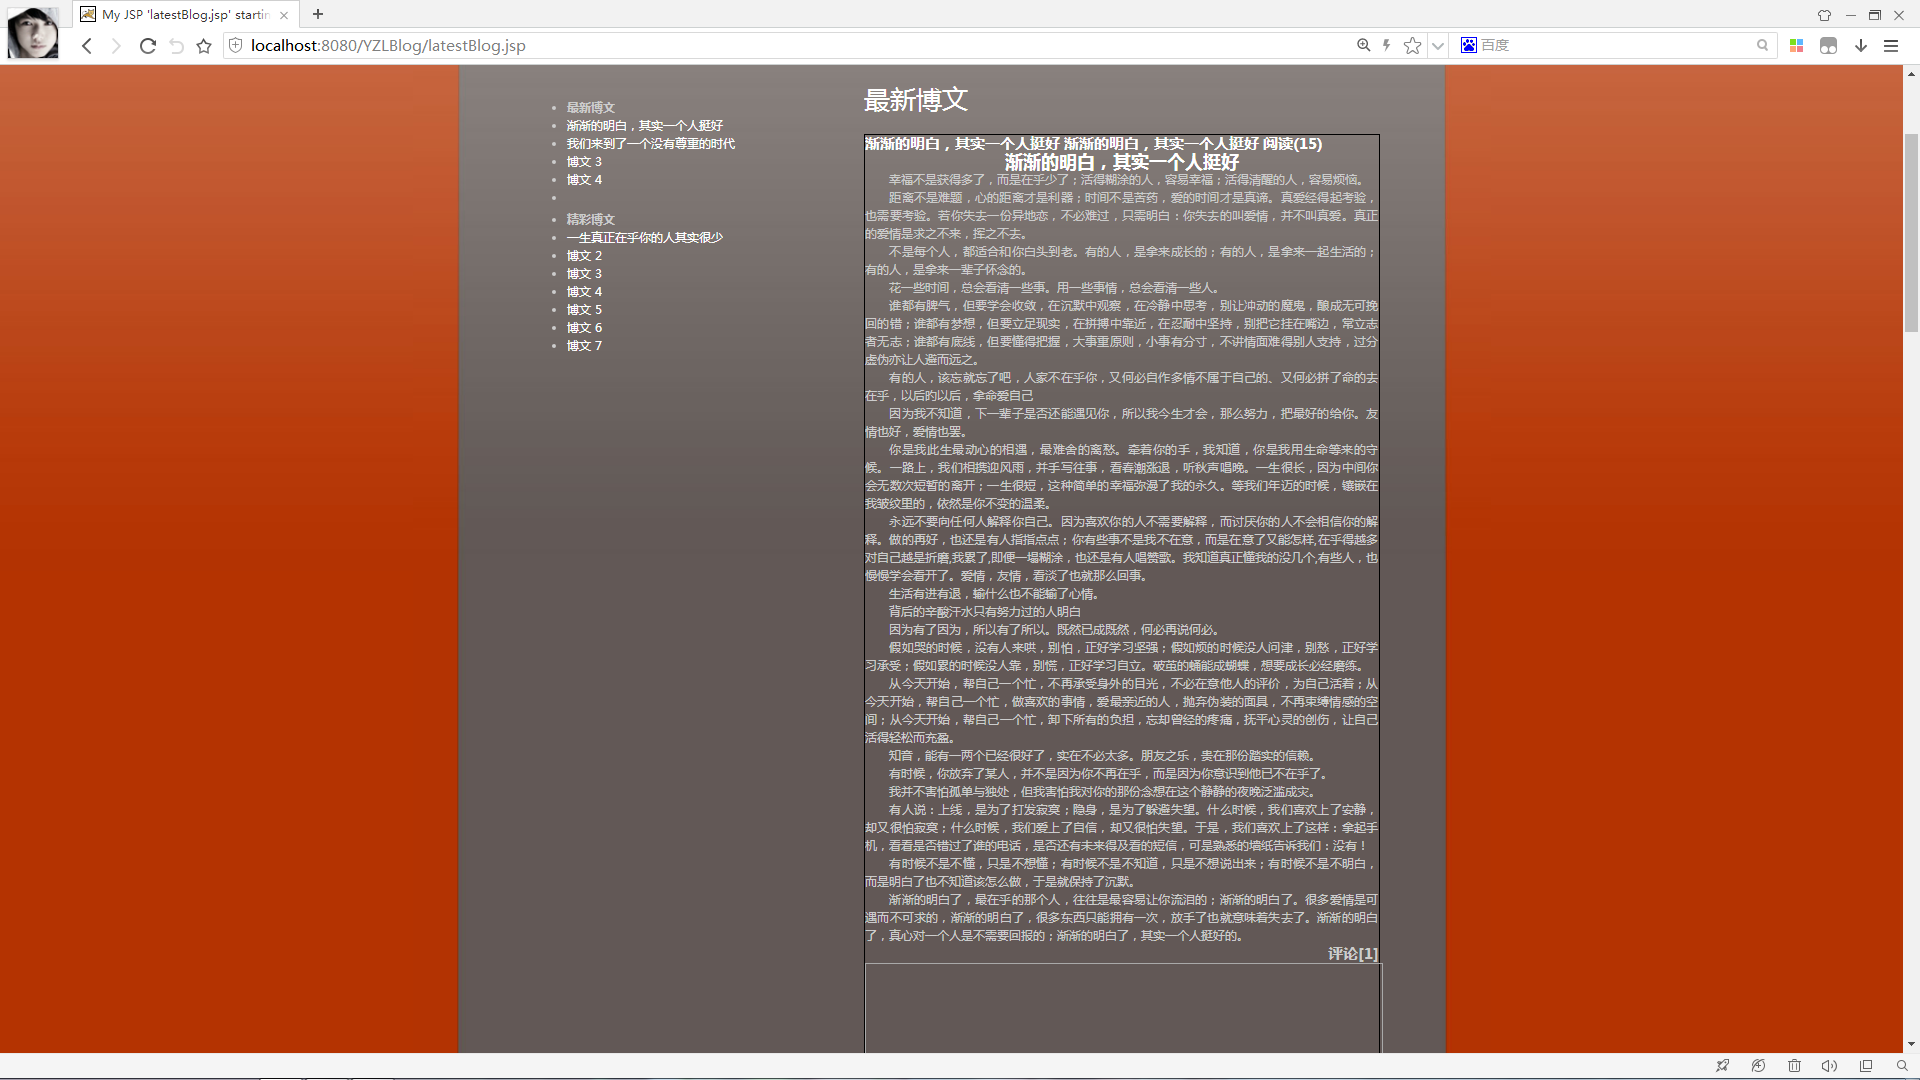 My JSP 'latestBlog.jsp' startin
localhost:8080/YZLBlog/latestBlog.jsp
百度
最新博文
渐渐的明白，其实一个人挺好
我们来到了一个没有尊重的时代
博文 3
博文 4
精彩博文
一生真正在乎你的人其实很少
博文 2
博文 3
博文 4
博文 5
博文 6
博文 7
最新博文
渐渐的明白，其实一个人挺好 渐渐的明白，其实一个人挺好 阅读(15)
渐渐的明白，其实一个人挺好
幸福不是获得多了，而是在乎少了；活得糊涂的人，容易幸福；活得清醒的人，容易烦恼。
距离不是难题，心的距离才是利器；时间不是苦药，爱的时间才是真谛。真爱经得起考验，
也需要考验。若你失去一份异地恋，不必难过，只需明白：你失去的叫爱情，并不叫真爱。真正
的爱情是求之不来，挥之不去。
不是每个人，都适合和你白头到老。有的人，是拿来成长的；有的人，是拿来一起生活的；
有的人，是拿来一辈子怀念的。
花一些时间，总会看清一些事。用一些事情，总会看清一些人。
谁都有脾气，但要学会收敛，在沉默中观察，在冷静中思考，别让冲动的魔鬼，酿成无可挽
回的错；谁都有梦想，但要立足现实，在拼搏中靠近，在忍耐中坚持，别把它挂在嘴边，常立志
者无志；谁都有底线，但要懂得把握，大事重原则，小事有分寸，不讲情面难得别人支持，过分
虚伪亦让人避而远之。
有的人，该忘就忘了吧，人家不在乎你，又何必自作多情不属于自己的、又何必拼了命的去
在乎，以后旳以后，拿命爱自己
因为我不知道，下一辈子是否还能遇见你，所以我今生才会，那么努力，把最好的给你。友
情也好，爱情也罢。
你是我此生最动心的相遇，最难舍的离愁。牵着你的手，我知道，你是我用生命等来的守
候。一路上，我们相携迎风雨，并手写往事，看春潮涨退，听秋声唱晚。一生很长，因为中间你
会无数次短暂的离开；一生很短，这种简单的幸福弥漫了我的永久。等我们年迈的时候，镶嵌在
我皱纹里的，依然是你不变的温柔。
永远不要向任何人解释你自己。因为喜欢你的人不需要解释，而讨厌你的人不会相信你的解
释。做的再好，也还是有人指指点点；你有些事不是我不在意，而是在意了又能怎样,在乎得越多
对自己越是折磨,我累了,即便一塌糊涂，也还是有人唱赞歌。我知道真正懂我的没几个,有些人，也
慢慢学会看开了。爱情，友情，看淡了也就那么回事。
生活有进有退，输什么也不能输了心情。
背后的辛酸汗水只有努力过的人明白
因为有了因为，所以有了所以。既然已成既然，何必再说何必。
假如哭的时候，没有人来哄，别怕，正好学习坚强；假如烦的时候没人问津，别愁，正好学
习承受；假如累的时候没人靠，别慌，正好学习自立。破茧的蛹能成蝴蝶，想要成长必经磨练。
从今天开始，帮自己一个忙，不再承受身外的目光，不必在意他人的评价，为自己活着；从
今天开始，帮自己一个忙，做喜欢的事情，爱最亲近的人，抛弃伪装的面具，不再束缚情感的空
间；从今天开始，帮自己一个忙，卸下所有的负担，忘却曾经的疼痛，抚平心灵的创伤，让自己
活得轻松而充盈。
知音，能有一两个已经很好了，实在不必太多。朋友之乐，贵在那份踏实的信赖。
有时候，你放弃了某人，并不是因为你不再在乎，而是因为你意识到他已不在乎了。
我并不害怕孤单与独处，但我害怕我对你的那份念想在这个静静的夜晚泛滥成灾。
有人说：上线，是为了打发寂寞；隐身，是为了躲避失望。什么时候，我们喜欢上了安静，
却又很怕寂寞；什么时候，我们爱上了自信，却又很怕失望。于是，我们喜欢上了这样：拿起手
机，看看是否错过了谁的电话，是否还有未来得及看的短信，可是熟悉的墙纸告诉我们：没有！
有时候不是不懂，只是不想懂；有时候不是不知道，只是不想说出来；有时候不是不明白，
而是明白了也不知道该怎么做，于是就保持了沉默。
渐渐的明白了，最在乎的那个人，往往是最容易让你流泪的；渐渐的明白了。很多爱情是可
遇而不可求的，渐渐的明白了，很多东西只能拥有一次，放手了也就意味着失去了。渐渐的明白
了，真心对一个人是不需要回报的；渐渐的明白了，其实一个人挺好的。
评论[1]